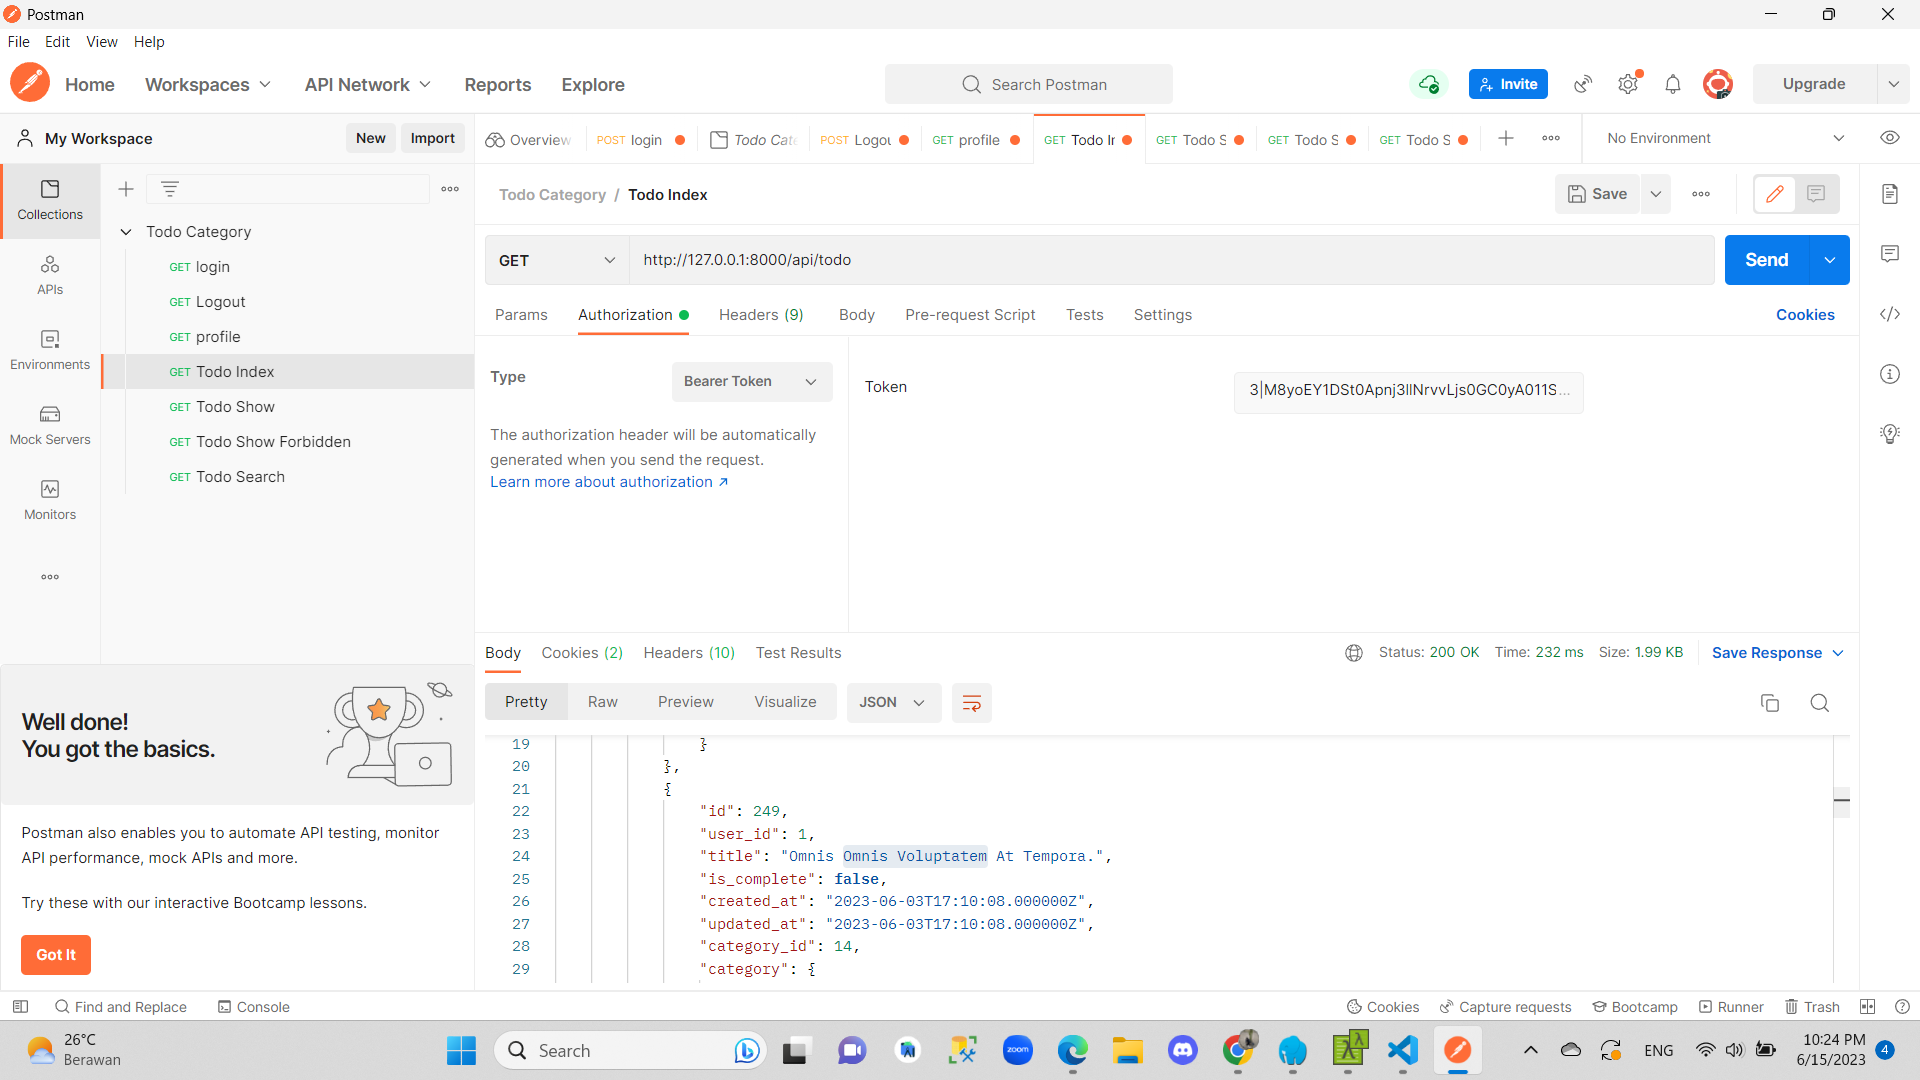 Postman
File Edit View Help
Home Workspaces API Network Reports Explore Search Postman Invite Upgrade
My Workspace New Import Overview POST login Todo Cate POST Logou GET profile GET Todo In GET Todo S GET Todo S GET Todo S No Environment
Collections
APIs
Environments
Mock Servers
Monitors
Todo Category
GET login
GET Logout
GET profile
GET Todo Index
GET Todo Show
GET Todo Show Forbidden
GET Todo Search
Well done!
You got the basics.
Postman also enables you to automate API testing, monitor
API performance, mock APIs and more.
Try these with our interactive Bootcamp lessons.
Got It
Todo Category / Todo Index Save
GET http://127.0.0.1:8000/api/todo Send
Params Authorization Headers (9) Body Pre-request Script Tests Settings Cookies
Type Bearer Token
The authorization header will be automatically
generated when you send the request.
Learn more about authorization ↗
Token 3|M8yoEY1DSt0Apnj3llNrvvLjs0GC0yA011S...
Body Cookies (2) Headers (10) Test Results Status: 200 OK Time: 232 ms Size: 1.99 KB Save Response
Pretty Raw Preview Visualize JSON
19 }
20 },
21 {
22 "id": 249,
23 "user_id": 1,
24 "title": "Omnis Omnis Voluptatem At Tempora.",
25 "is_complete": false,
26 "created_at": "2023-06-03T17:10:08.000000Z",
27 "updated_at": "2023-06-03T17:10:08.000000Z",
28 "category_id": 14,
29 "category": {
Find and Replace Console Cookies Capture requests Bootcamp Runner Trash
26°C
Berawan
Search
zoom
ENG
10:24 PM
6/15/2023
4